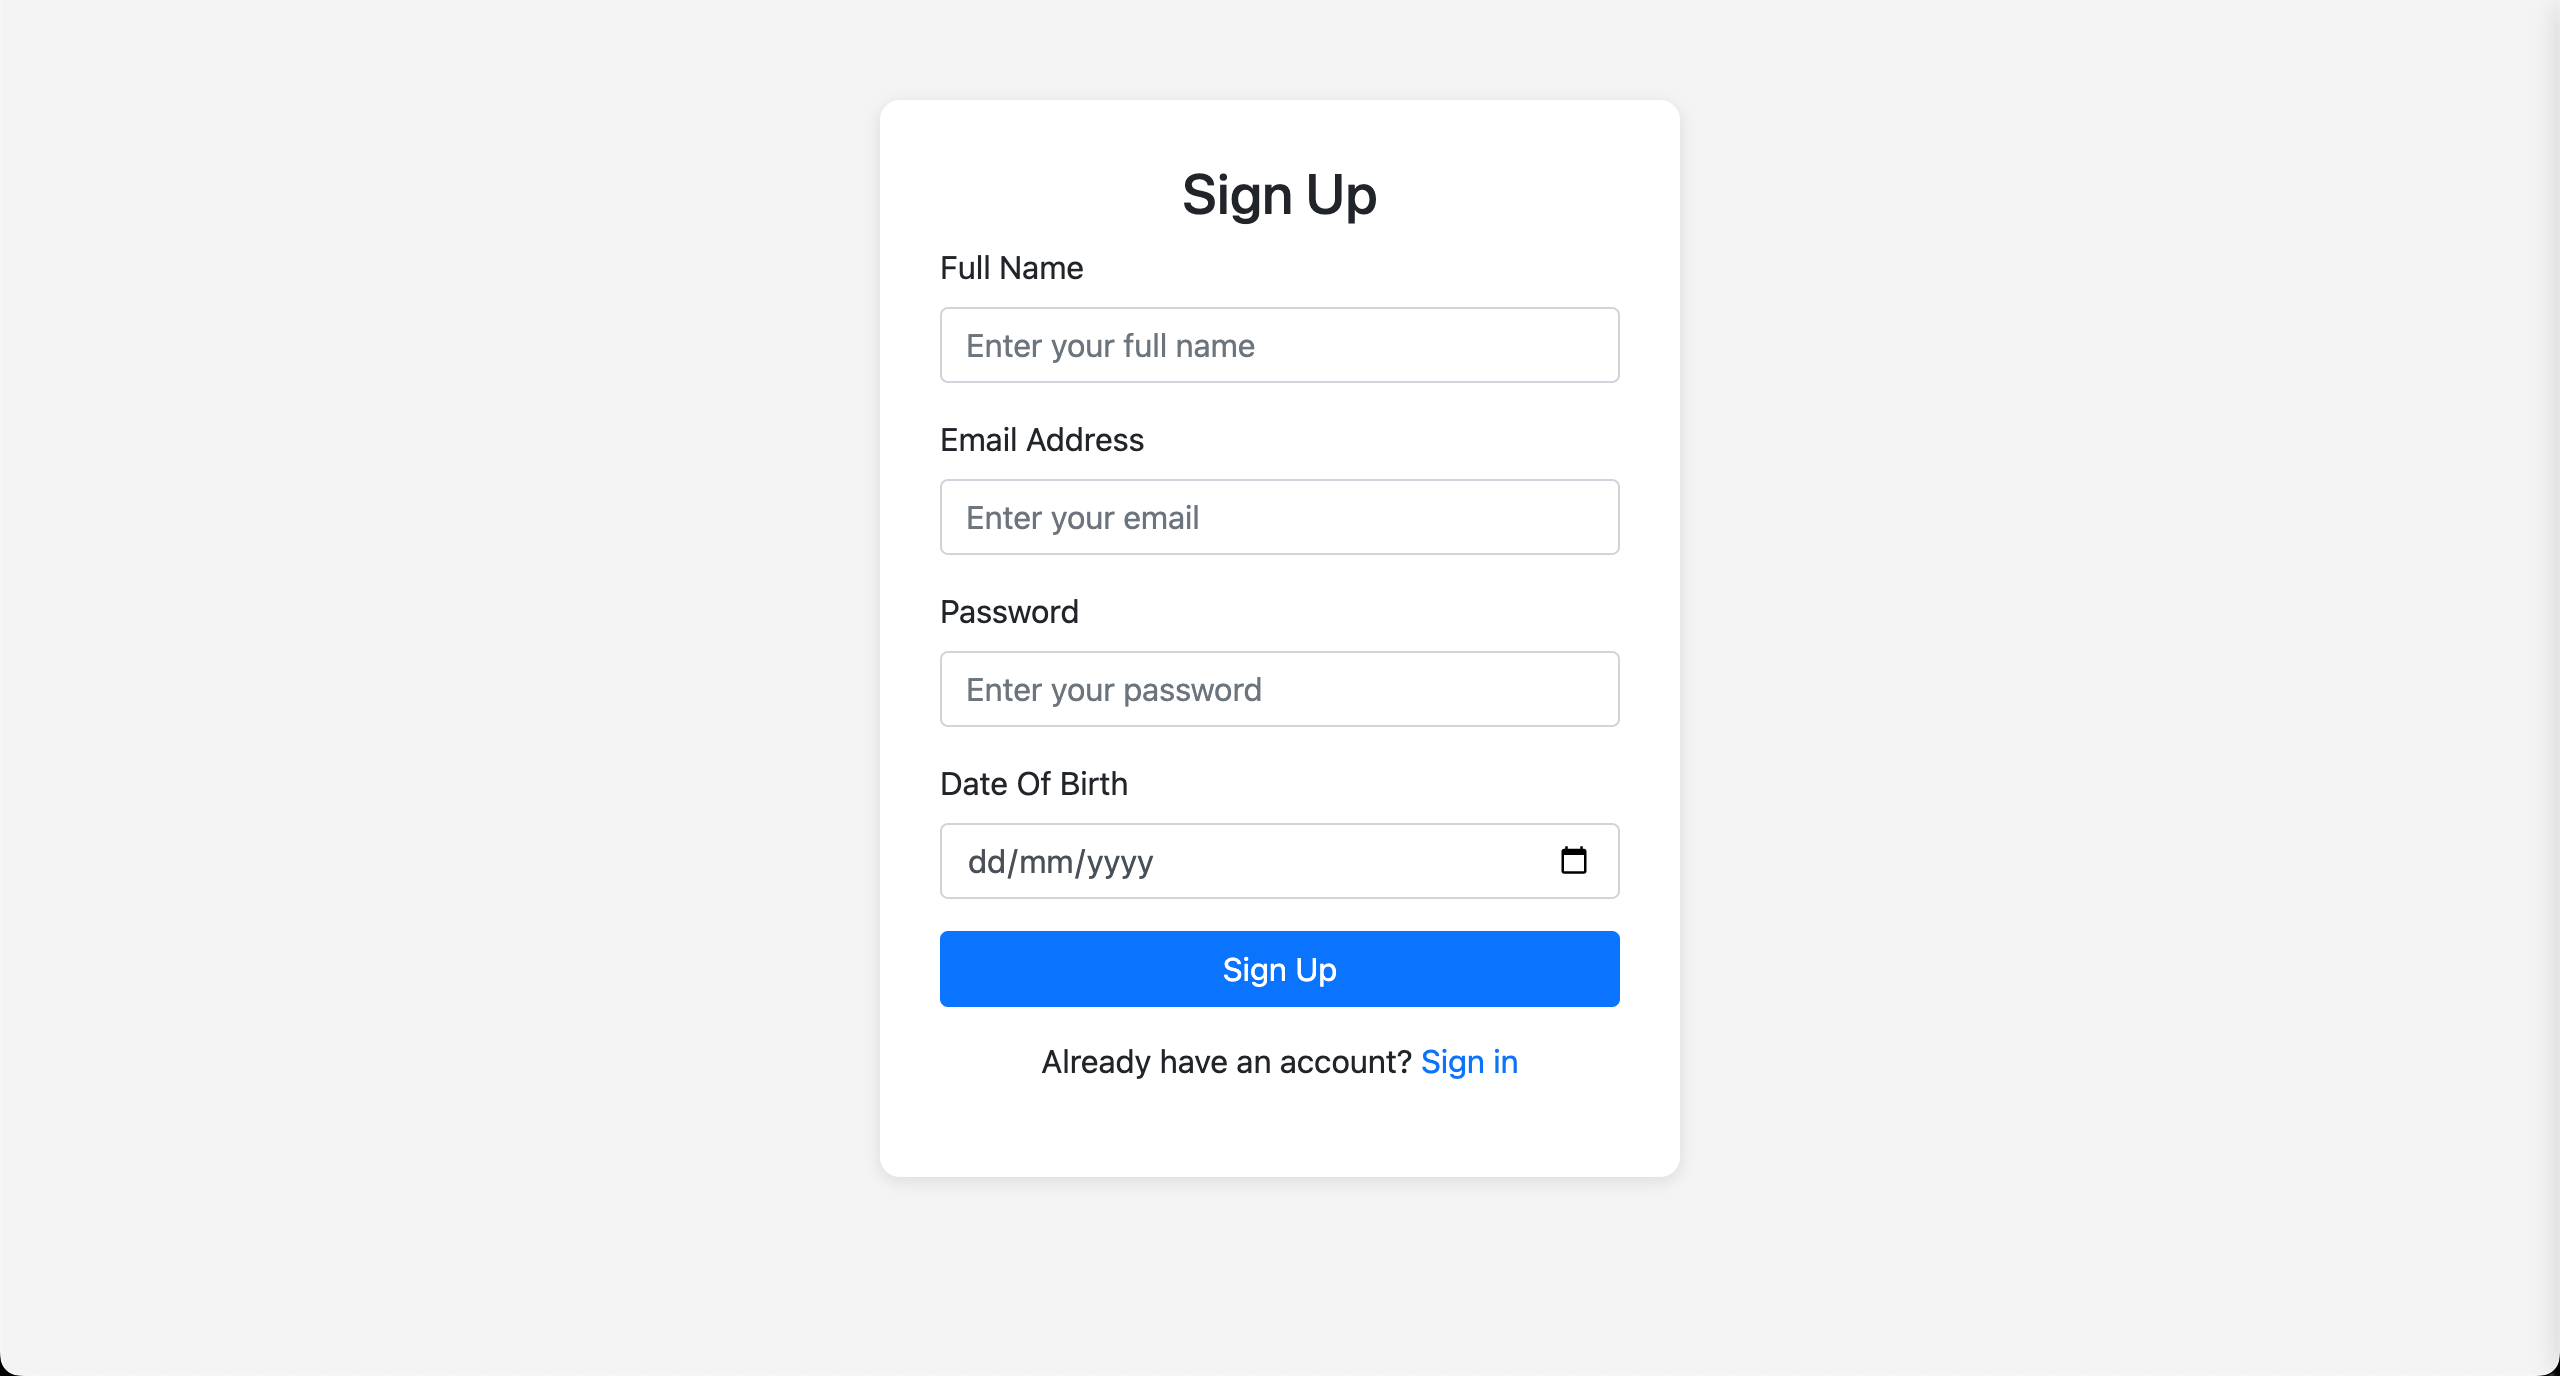 Sign Up
Full Name
Enter your full name
Email Address
Enter your email
Password
Enter your password
Date Of Birth
dd/mm/yyyy
Sign Up
Already have an account? Sign in